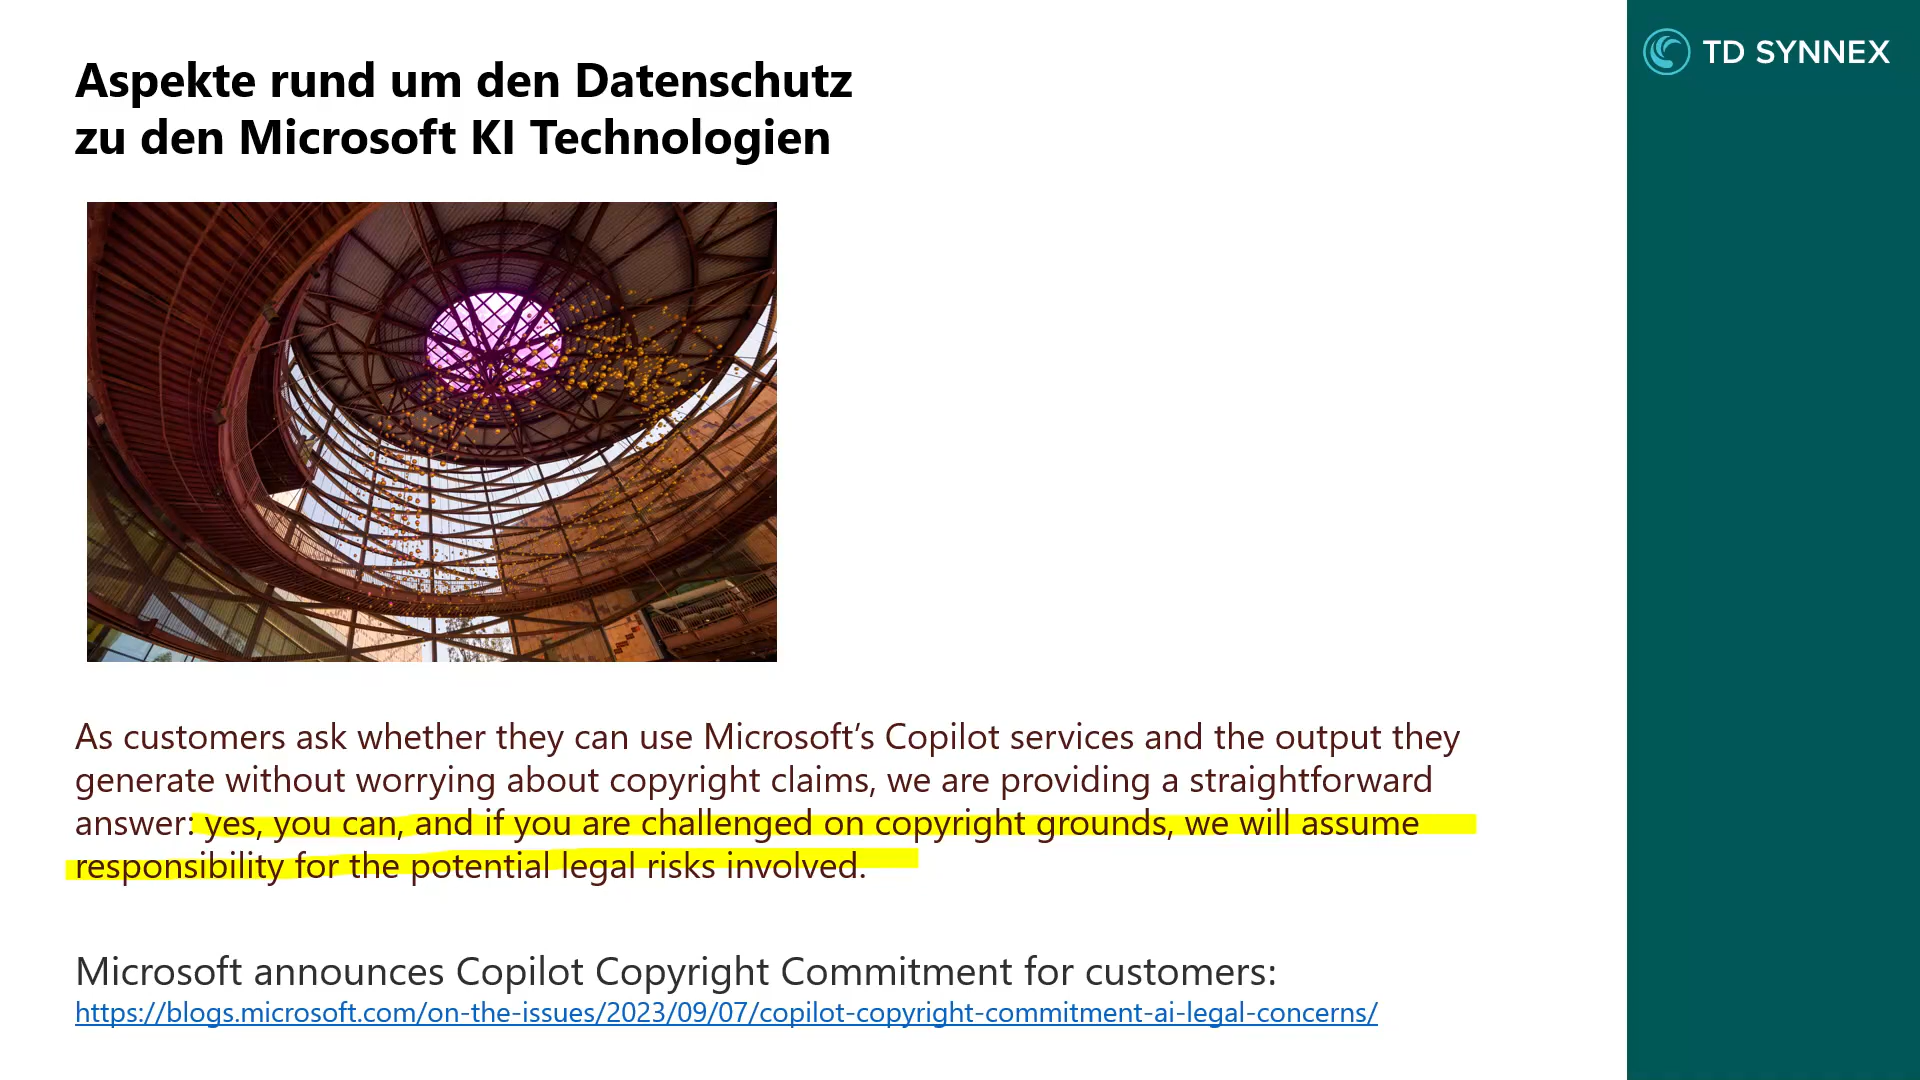 Aspekte rund um den Datenschutz
zu den Microsoft KI Technologien
TD SYNNEX
As customers ask whether they can use Microsoft’s Copilot services and the output they
generate without worrying about copyright claims, we are providing a straightforward
answer: yes, you can, and if you are challenged on copyright grounds, we will assume
responsibility for the potential legal risks involved.
Microsoft announces Copilot Copyright Commitment for customers:
https://blogs.microsoft.com/on-the-issues/2023/09/07/copilot-copyright-commitment-ai-legal-concerns/